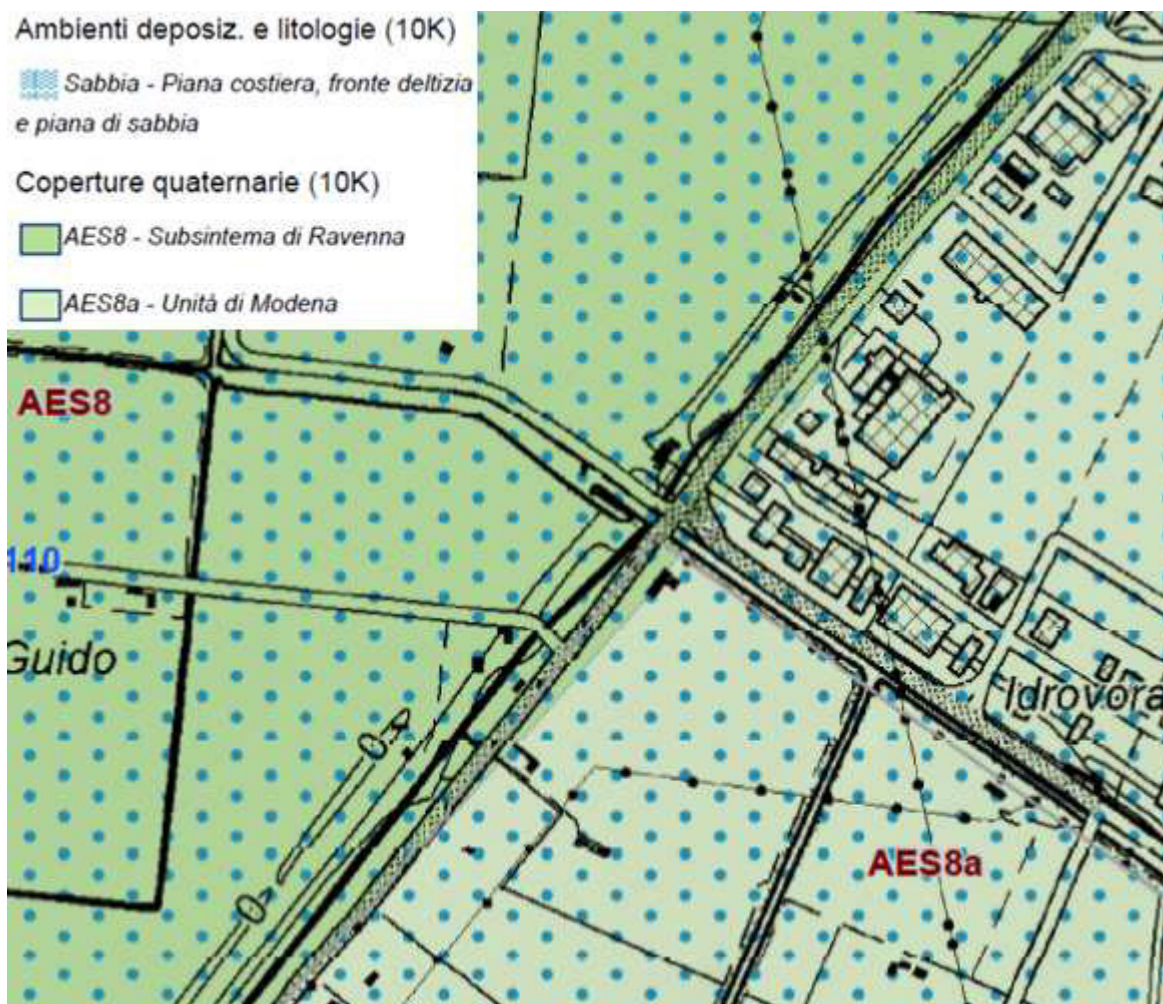 Ambienti deposiz. e litologie (10K)
Sabbia - Piana costiera, fronte deltizia
e piana di sabbia
Coperture quaternarie (10K)
AES8 - Subsintema di Ravenna
AES8a - Unità di Modena
AES8
110
Guido
Idrovora
AES8a